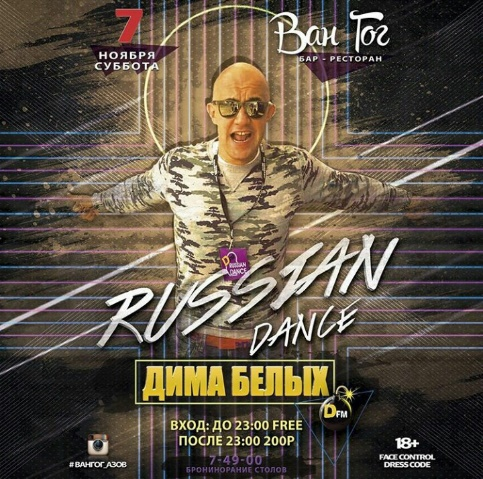 7
НОЯБРЯ
СУББОТА
Ван Гог
БАР - РЕСТОРАН
RUSSIAN
DANCE
RUSSIAN
DANCE
ДИМА БЕЛЫХ
DFM
ВХОД: ДО 23:00 FREE
ПОСЛЕ 23:00 200Р
7-49-00
БРОНИНОРАНИЕ СТОЛОВ
#ВАНГОГ_АЗОВ
18+
FACE CONTROL
DRESS CODE